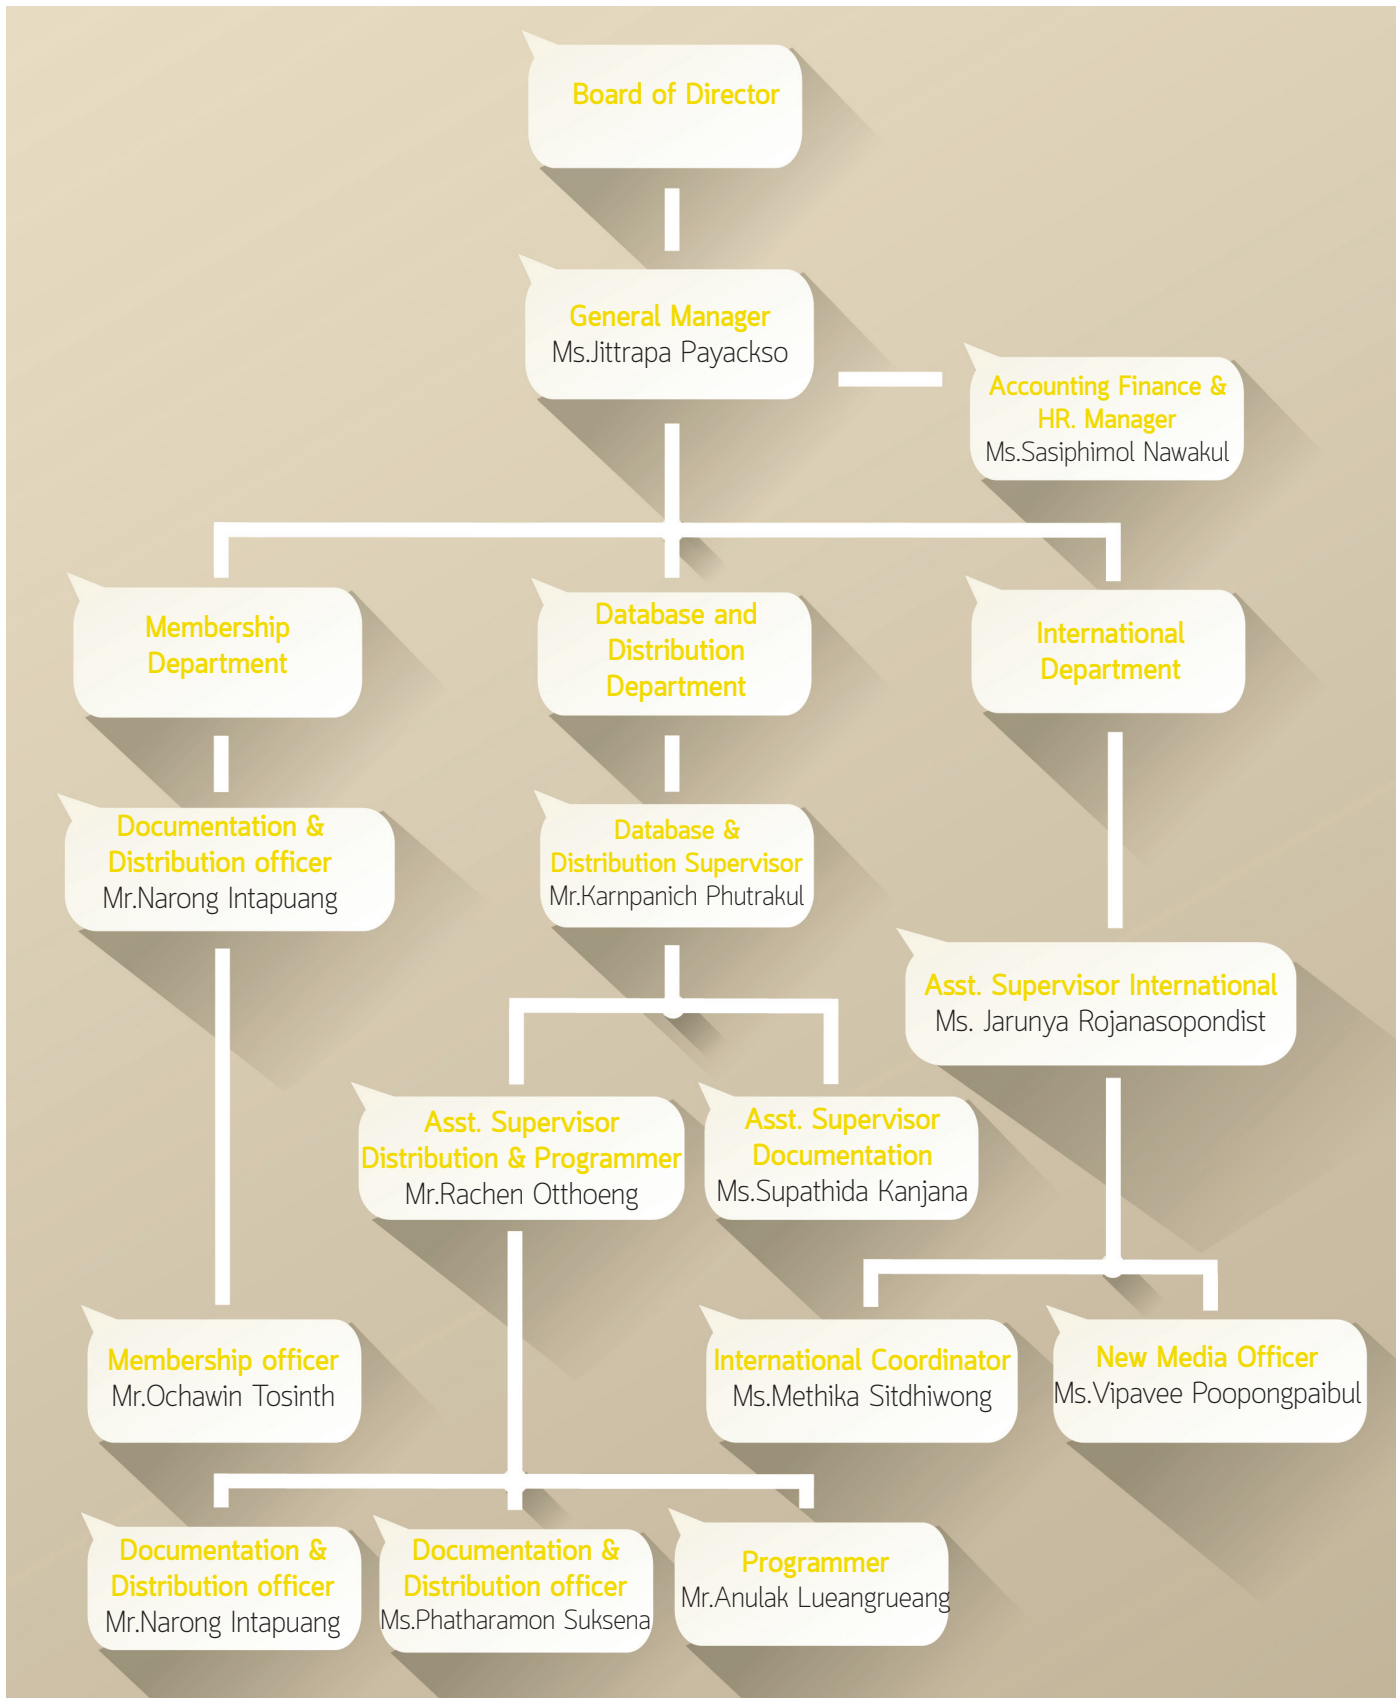 Board of Director
General Manager
Ms.Jittrapa Payackso
Accounting Finance &
HR. Manager
Ms.Sasiphimol Nawakul
Membership
Department
Database and
Distribution
Department
International
Department
Documentation &
Distribution officer
Mr.Narong Intapuang
Database &
Distribution Supervisor
Mr.Karnpanich Phutrakul
Asst. Supervisor International
Ms. Jarunya Rojanasopondist
Asst. Supervisor
Distribution & Programmer
Mr.Rachen Otthoeng
Asst. Supervisor
Documentation
Ms.Supathida Kanjana
Membership officer
Mr.Ochawin Tosinth
International Coordinator
Ms.Methika Sitdhiwong
New Media Officer
Ms.Vipavee Poopongpaibul
Documentation &
Distribution officer
Mr.Narong Intapuang
Documentation &
Distribution officer
Ms.Phatharamon Suksena
Programmer
Mr.Anulak Lueangrueang